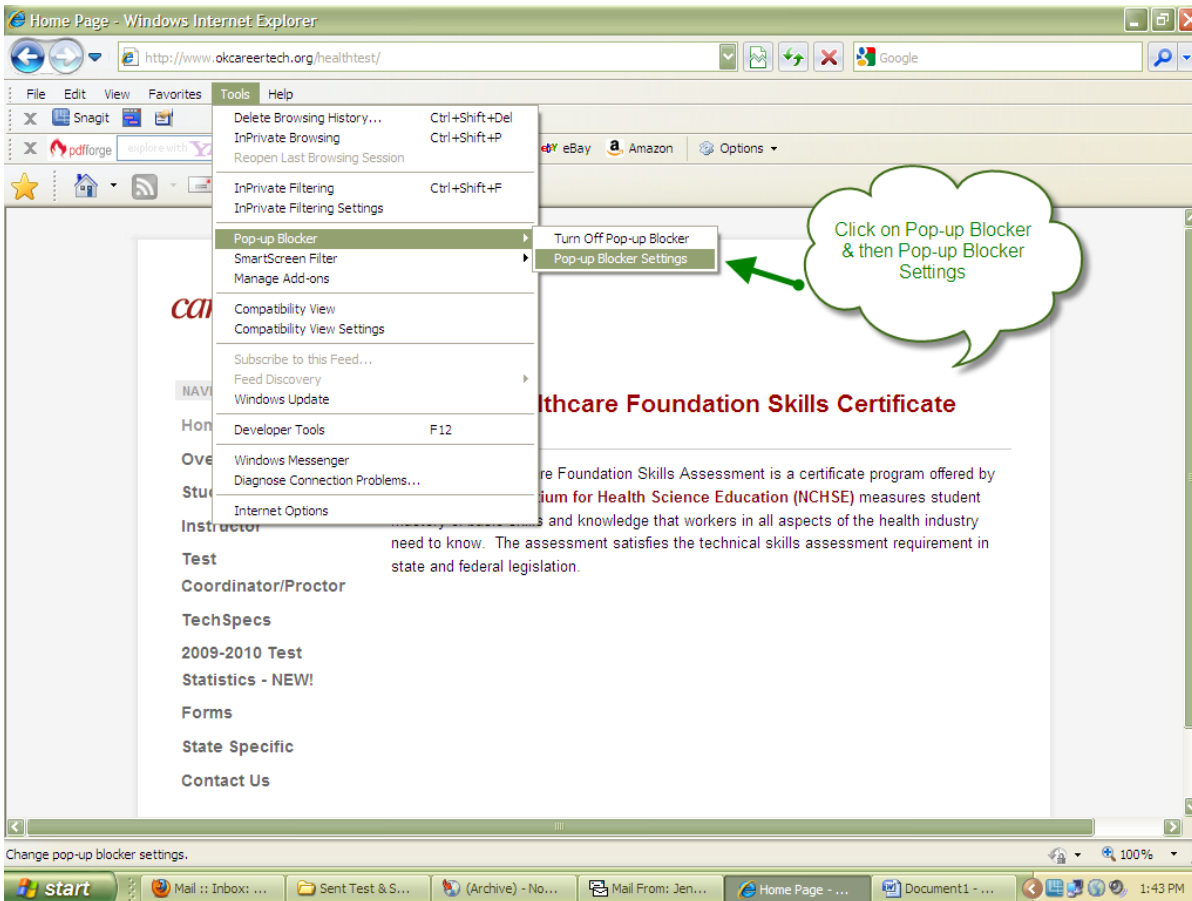 Home Page - Windows Internet Explorer
http://www.okcareertech.org/healthtest/
Google
File Edit View Favorites Tools Help
X Snagit
X pdfforge explore with eBay Amazon Options
Delete Browsing History... Ctrl+Shift+Del
InPrivate Browsing Ctrl+Shift+P
Reopen Last Browsing Session
InPrivate Filtering Ctrl+Shift+F
InPrivate Filtering Settings
Pop-up Blocker
SmartScreen Filter
Manage Add-ons
Compatibility View
Compatibility View Settings
Subscribe to this Feed...
Feed Discovery
Windows Update
Developer Tools F12
Windows Messenger
Diagnose Connection Problems...
Internet Options
Turn Off Pop-up Blocker
Pop-up Blocker Settings
Click on Pop-up Blocker
& then Pop-up Blocker
Settings
lthcare Foundation Skills Certificate
re Foundation Skills Assessment is a certificate program offered by
ium for Health Science Education (NCHSE) measures student
mastery of basic skills and knowledge that workers in all aspects of the health industry
need to know. The assessment satisfies the technical skills assessment requirement in
state and federal legislation.
NAVI
Hom
Ove
Stud
Instructor
Test
Coordinator/Proctor
TechSpecs
2009-2010 Test
Statistics - NEW!
Forms
State Specific
Contact Us
Change pop-up blocker settings.
100%
start
Mail :: Inbox: ...
Sent Test & S...
(Archive) - No...
Mail From: Jen...
Home Page - ...
Document1 - ...
1:43 PM